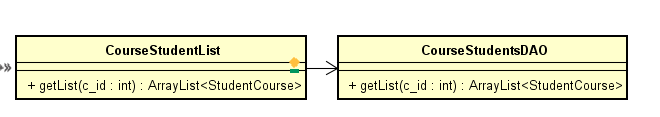 CourseStudentList
+ getList(c_id : int) : ArrayList<StudentCourse>
CourseStudentsDAO
+ getList(c_id : int) : ArrayList<StudentCourse>